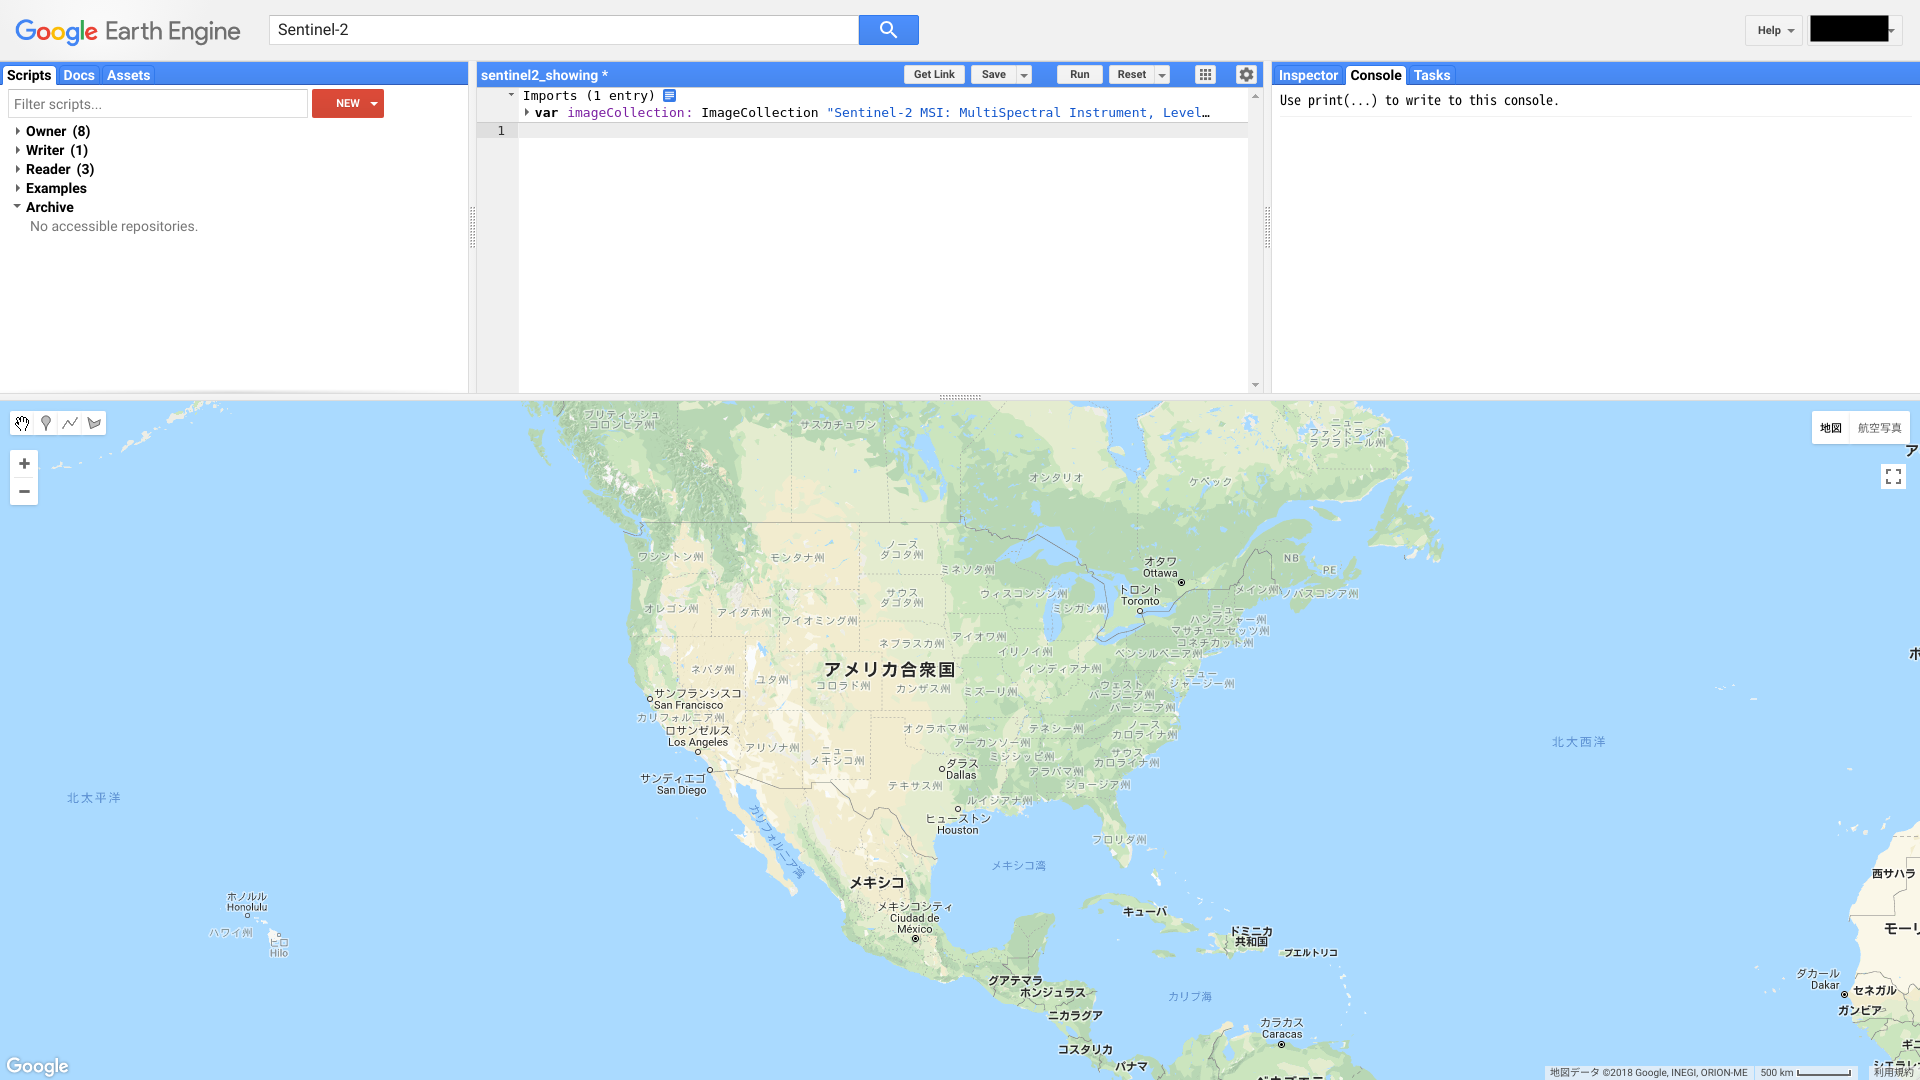 Google Earth Engine
Sentinel-2
Help
Scripts Docs Assets
Filter scripts...
NEW
Owner (8)
Writer (1)
Reader (3)
Examples
Archive
No accessible repositories.
sentinel2_showing *
Get Link Save Run Reset
Imports (1 entry)
var imageCollection: ImageCollection "Sentinel-2 MSI: MultiSpectral Instrument, Level…
1
Inspector Console Tasks
Use print(...) to write to this console.
地図 航空写真
ブリティッシュ
コロンビア州
サスカチュワン
ニュー
ファンドランド
ラブラドール州
ア
オンタリオ
ケベック
ワシントン州
モンタナ州
ノース
ダコタ州
ミネソタ州
オタワ
Ottawa
NB
PE
トロント
Toronto
メイン州
ノバスコシア州
オレゴン州
アイダホ州
ワイオミング州
サウス
ダコタ州
ウィスコンシン州
ミシガン州
ニュー
ハンプシャー州
マサチューセッツ州
コネチカット州
ネブラスカ州
アイオワ州
イリノイ州
インディアナ州
ペンシルベニア州
ニュー
ジャージー州
ネバダ州
ユタ州
アメリカ合衆国
コロラド州
カンザス州
ミズーリ州
ウェスト
バージニア州
バージニア州
サンフランシスコ
San Francisco
カリフォルニア州
ロサンゼルス
Los Angeles
アリゾナ州
ニュー
メキシコ州
オクラホマ州
アーカンソー州
テネシー州
ノース
カロライナ州
ミシシッピ州
サウス
カロライナ州
サンディエゴ
San Diego
ダラス
Dallas
テキサス州
アラバマ州
ジョージア州
ルイジアナ州
ヒューストン
Houston
フロリダ州
北太平洋
北大西洋
ポ
カリフォルニア湾
メキシコ湾
メキシコ
メキシコシティ
Ciudad de
México
ホノルル
Honolulu
ハワイ州
ヒロ
Hilo
キューバ
ドミニカ
共和国
プエルトリコ
グアテマラ
ホンジュラス
ニカラグア
カリブ海
コスタリカ
パナマ
カラカス
Caracas
ベネズエラ
西サハラ
モーリ
ダカール
Dakar
セネガル
ガンビア
ギニ
シエラレ
Google
地図データ ©2018 Google, INEGI, ORION-ME
500 km
利用規約